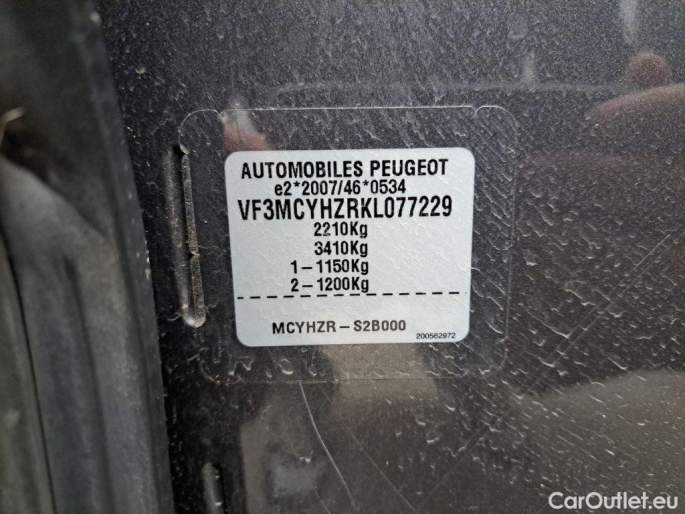 AUTOMOBILES PEUGEOT
e2*2007/46*0534
VF3MCYHZRKL077229
2210Kg
3410Kg
1-1150Kg
2-1200Kg
MCYHZR-S2B000
200562972
CarOutlet.eu